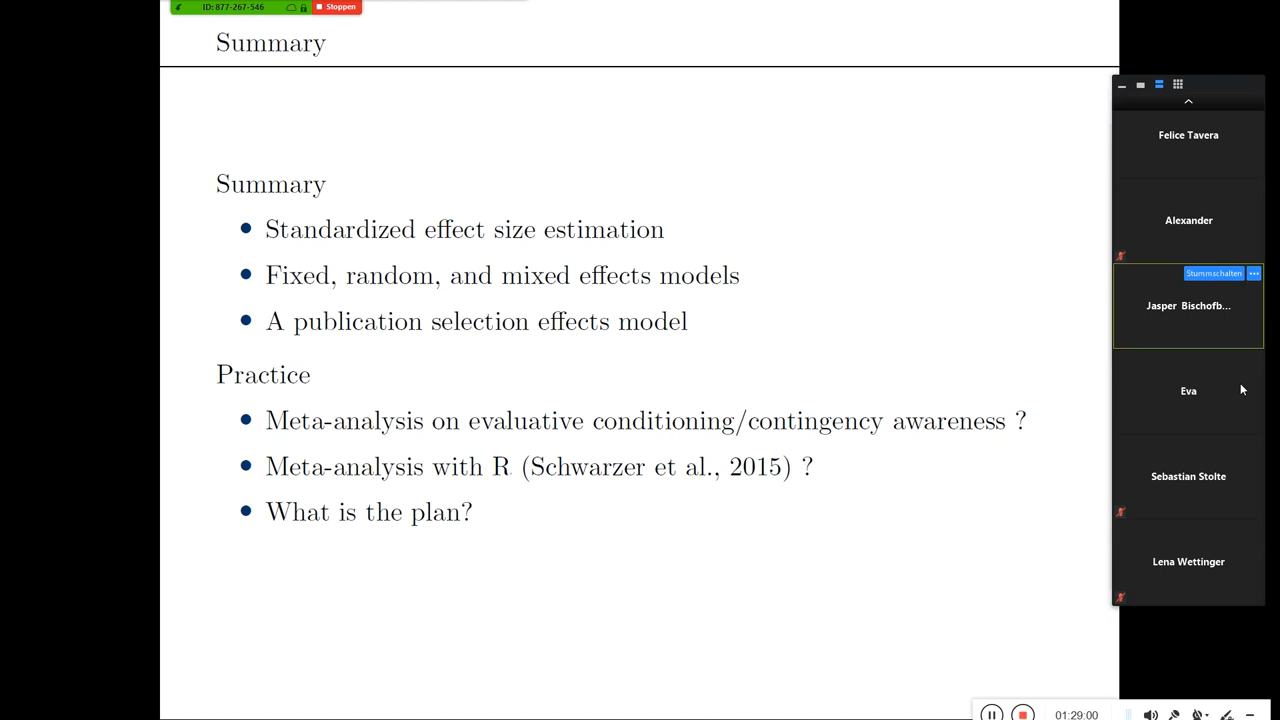 ID: 877-267-546
Stoppen
Summary
Summary
Standardized effect size estimation
Fixed, random, and mixed effects models
A publication selection effects model
Practice
Meta-analysis on evaluative conditioning/contingency awareness ?
Meta-analysis with R (Schwarzer et al., 2015) ?
What is the plan?
Felice Tavera
Alexander
Stummschalten
Jasper Bischofb...
Eva
Sebastian Stolte
Lena Wettinger
01:29:00